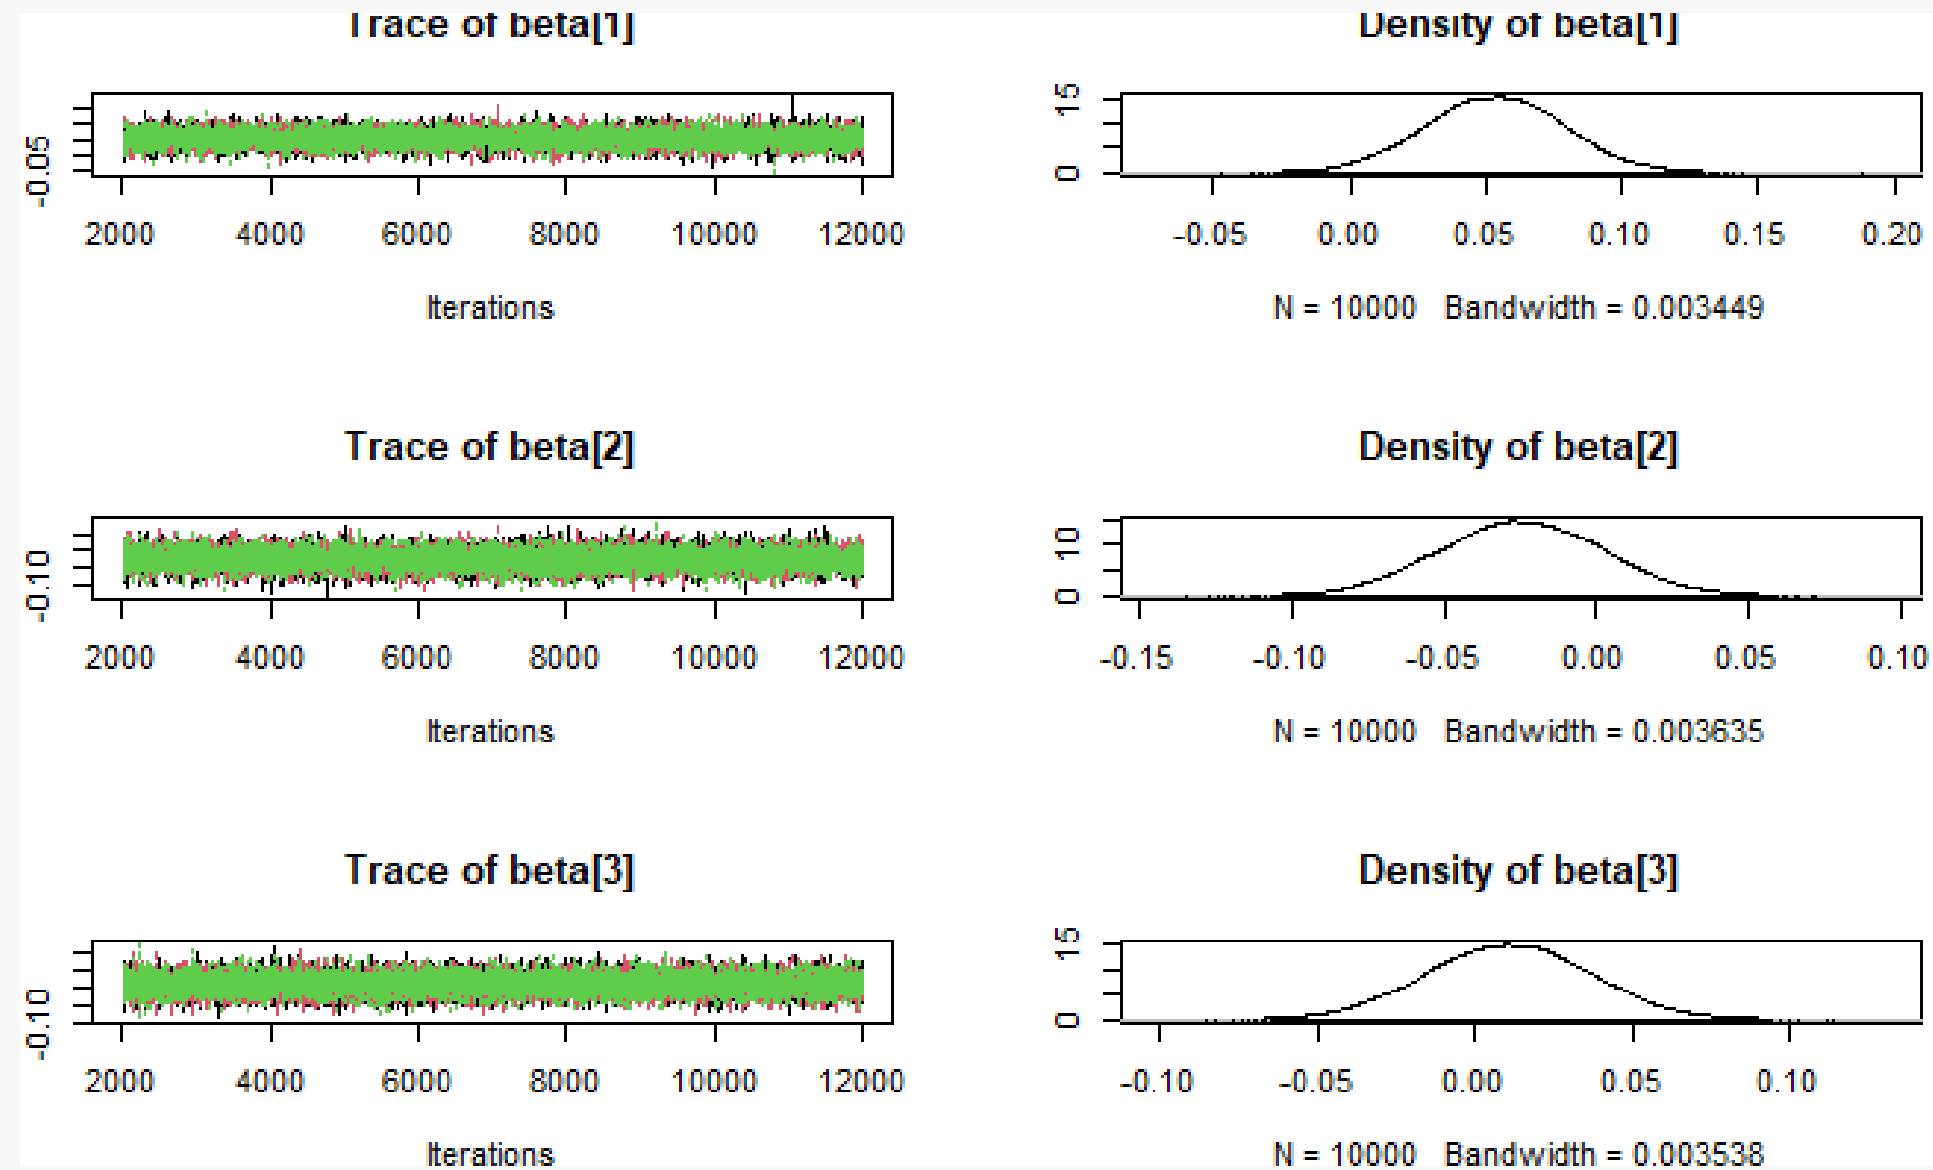 Trace of beta[1]
-0.05
2000 4000 6000 8000 10000 12000
Iterations
Density of beta[1]
0 15
-0.05 0.00 0.05 0.10 0.15 0.20
N = 10000 Bandwidth = 0.003449
Trace of beta[2]
-0.10
2000 4000 6000 8000 10000 12000
Iterations
Density of beta[2]
0 10
-0.15 -0.10 -0.05 0.00 0.05 0.10
N = 10000 Bandwidth = 0.003635
Trace of beta[3]
-0.10
2000 4000 6000 8000 10000 12000
Iterations
Density of beta[3]
0 15
-0.10 -0.05 0.00 0.05 0.10
N = 10000 Bandwidth = 0.003538